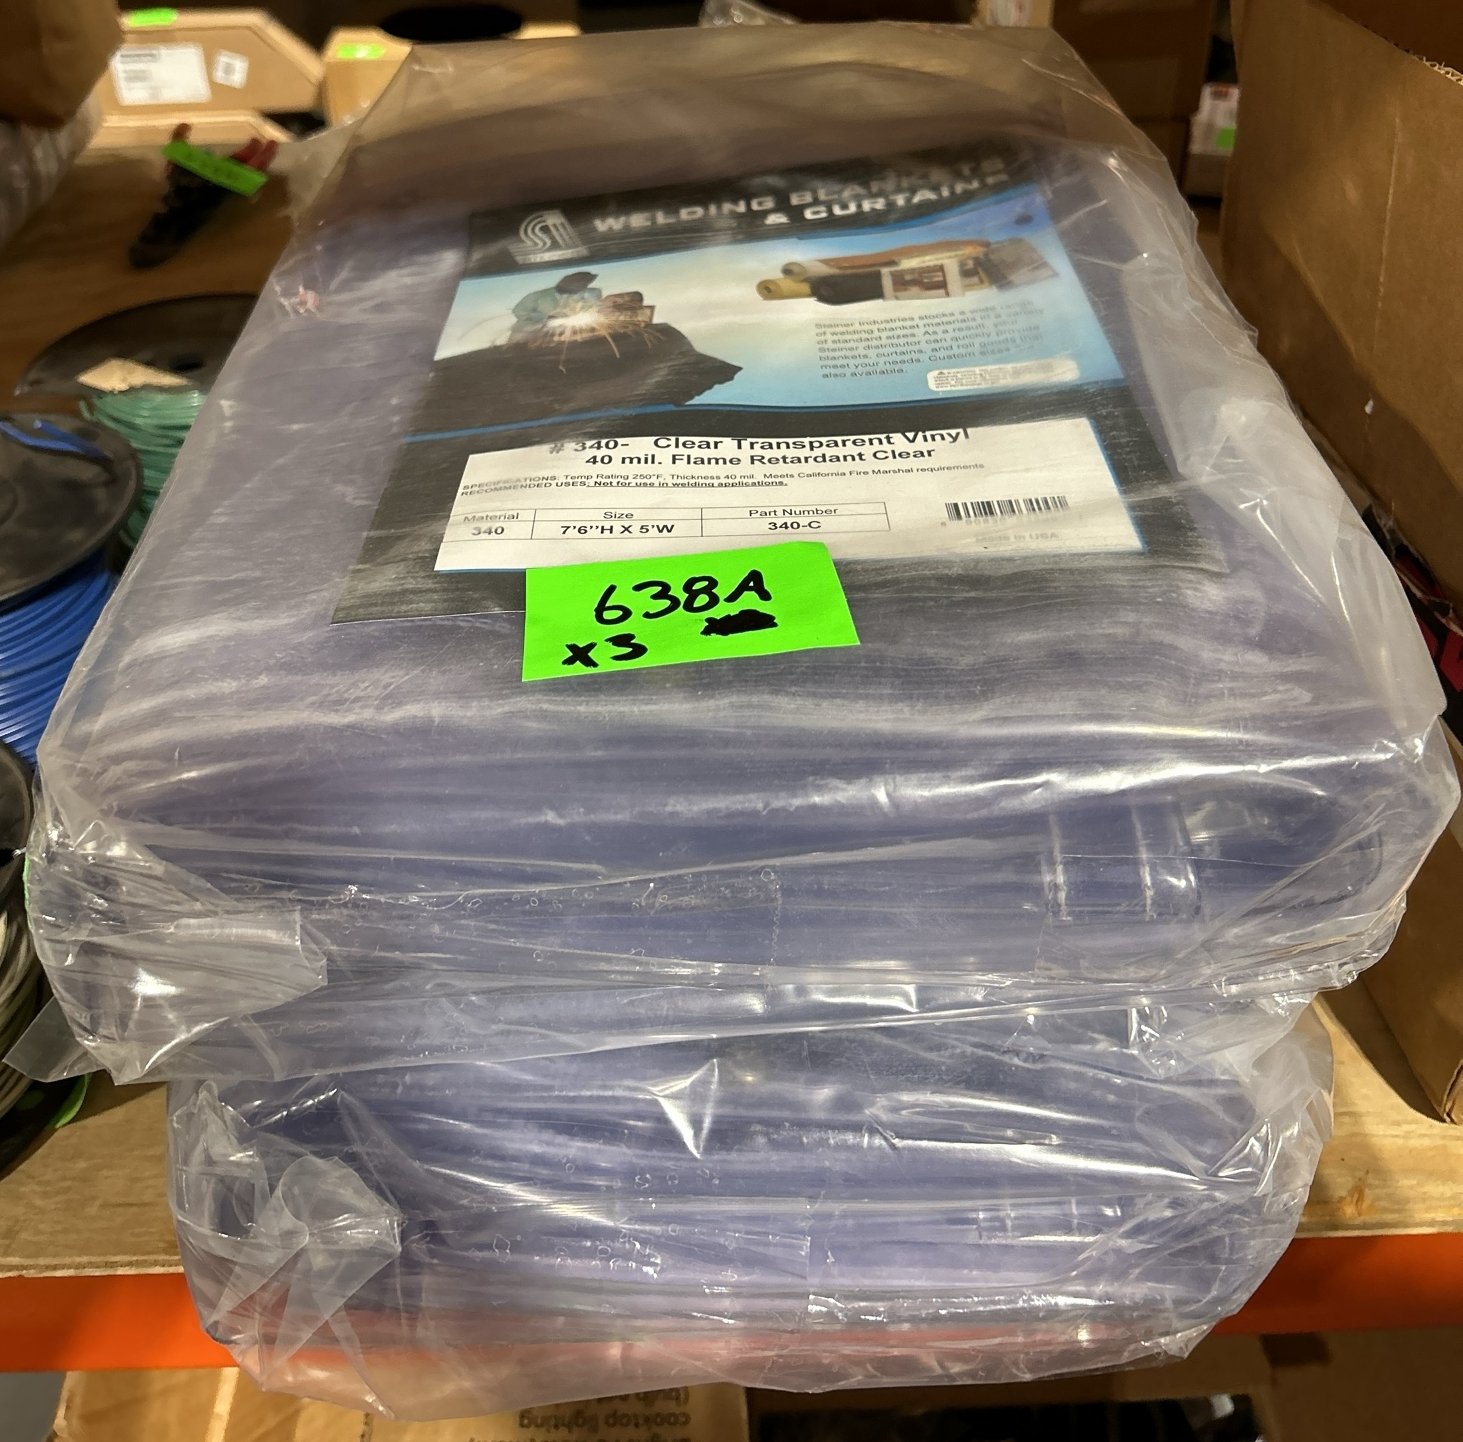 WELDING BLANKETS
& CURTAINS
Steiner Industries stocks a wide range
of welding blanket materials in a variety
of standard sizes. As a result, your
Steiner distributor can quickly provide
blankets, curtains, and roll goods that
meet your needs. Custom sizes
also available.
# 340- Clear Transparent Vinyl
40 mil. Flame Retardant Clear
SPECIFICATIONS: Temp Rating 250°F, Thickness 40 mil. Meets California Fire Marshal requirements
RECOMMENDED USES: Not for use in welding applications.
Material Size Part Number
340 7'6''H X 5'W 340-C
Made in USA
638A
x3
cooktop lighting